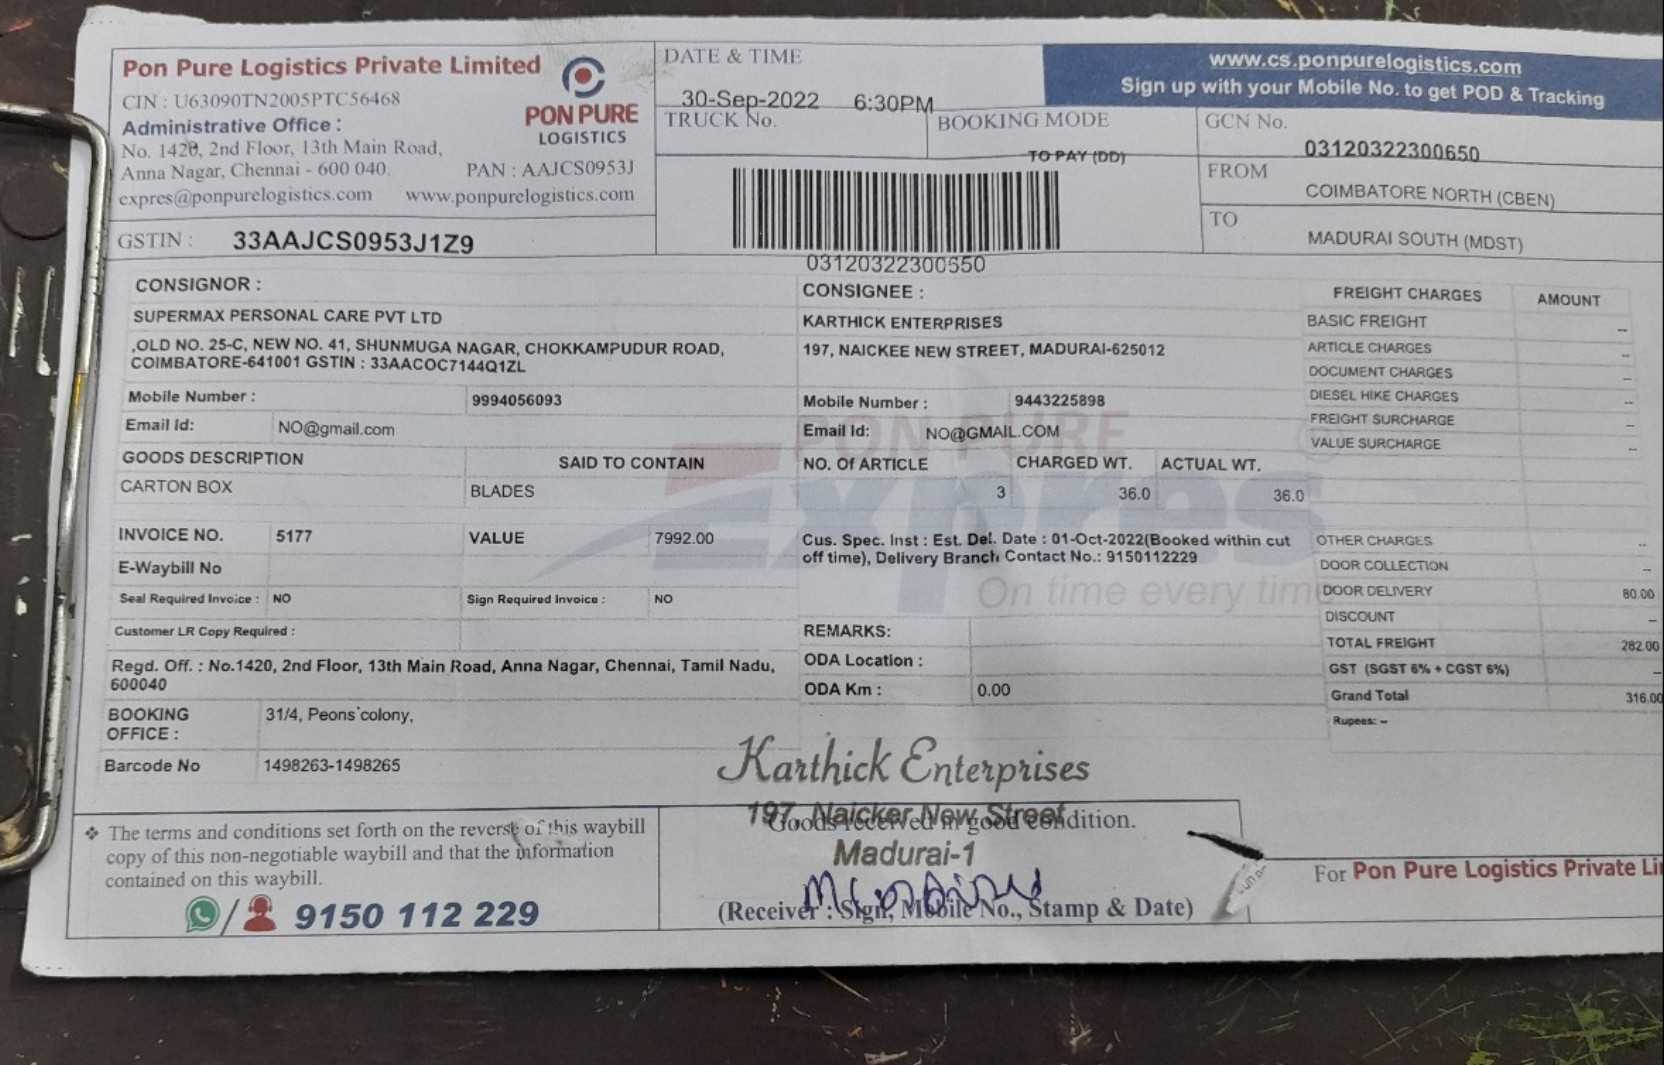 Pon Pure Logistics Private Limited
CIN : U63090TN2005PTC56468
Administrative Office :
No. 1420, 2nd Floor, 13th Main Road,
Anna Nagar, Chennai - 600 040.
PAN : AAJCS0953J
expres@ponpurelogistics.com www.ponpurelogistics.com
PON PURE
LOGISTICS
GSTIN : 33AAJCS0953J1Z9
DATE & TIME
30-Sep-2022 6:30PM
TRUCK No.
BOOKING MODE
TO PAY (DD)
03120322300650
www.cs.ponpurelogistics.com
Sign up with your Mobile No. to get POD & Tracking
GCN No.
03120322300650
FROM
COIMBATORE NORTH (CBEN)
TO
MADURAI SOUTH (MDST)
CONSIGNOR :
SUPERMAX PERSONAL CARE PVT LTD
,OLD NO. 25-C, NEW NO. 41, SHUNMUGA NAGAR, CHOKKAMPUDUR ROAD,
COIMBATORE-641001 GSTIN : 33AACOC7144Q1ZL
Mobile Number : 9994056093
Email Id: NO@gmail.com
CONSIGNEE :
KARTHICK ENTERPRISES
197, NAICKEE NEW STREET, MADURAI-625012
Mobile Number : 9443225898
Email Id: NO@GMAIL.COM
GOODS DESCRIPTION SAID TO CONTAIN NO. Of ARTICLE CHARGED WT. ACTUAL WT.
CARTON BOX BLADES 3 36.0 36.0
INVOICE NO. 5177 VALUE 7992.00
E-Waybill No
Seal Required Invoice : NO Sign Required Invoice : NO
Customer LR Copy Required :
Regd. Off. : No.1420, 2nd Floor, 13th Main Road, Anna Nagar, Chennai, Tamil Nadu,
600040
BOOKING
OFFICE :
31/4, Peons'colony,
Barcode No 1498263-1498265
Cus. Spec. Inst : Est. Del. Date : 01-Oct-2022(Booked within cut
off time), Delivery Branch Contact No.: 9150112229
REMARKS:
ODA Location :
ODA Km : 0.00
PON PURE
Expres
On time every time
FREIGHT CHARGES AMOUNT
BASIC FREIGHT --
ARTICLE CHARGES --
DOCUMENT CHARGES --
DIESEL HIKE CHARGES --
FREIGHT SURCHARGE --
VALUE SURCHARGE --
OTHER CHARGES --
DOOR COLLECTION --
DOOR DELIVERY 80.00
DISCOUNT --
TOTAL FREIGHT 282.00
GST (SGST 6% + CGST 6%) --
Grand Total 316.00
Rupees: --
Karthick Enterprises
197, Naicker New Street
Madurai-1
Goods received in good condition.
(Receiver : Sign, Mobile No., Stamp & Date)
❖ The terms and conditions set forth on the reverse of this waybill
copy of this non-negotiable waybill and that the information
contained on this waybill.
9150 112 229
For Pon Pure Logistics Private Li